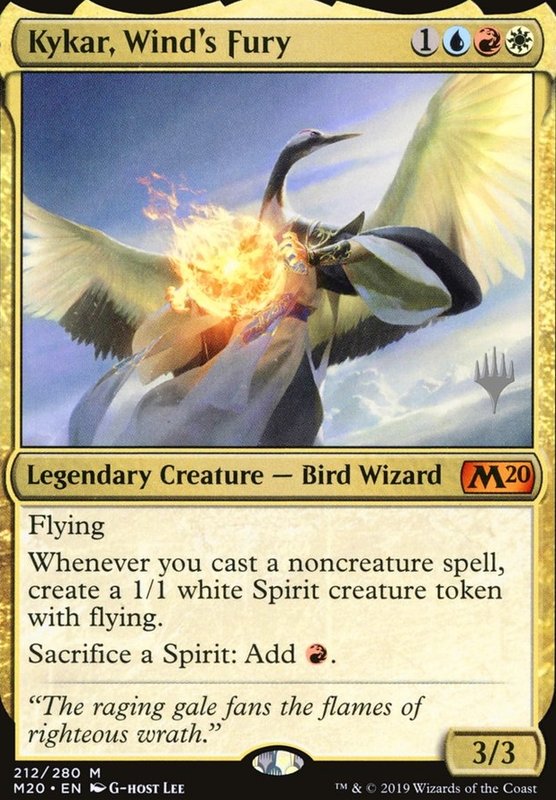 Kykar, Wind's Fury 1
Legendary Creature — Bird Wizard M20
Flying
Whenever you cast a noncreature spell,
create a 1/1 white Spirit creature token
with flying.
Sacrifice a Spirit: Add .
“The raging gale fans the flames of
righteous wrath.”
3/3
212/280 M
M20 • EN G-host Lee
™ & © 2019 Wizards of the Coast